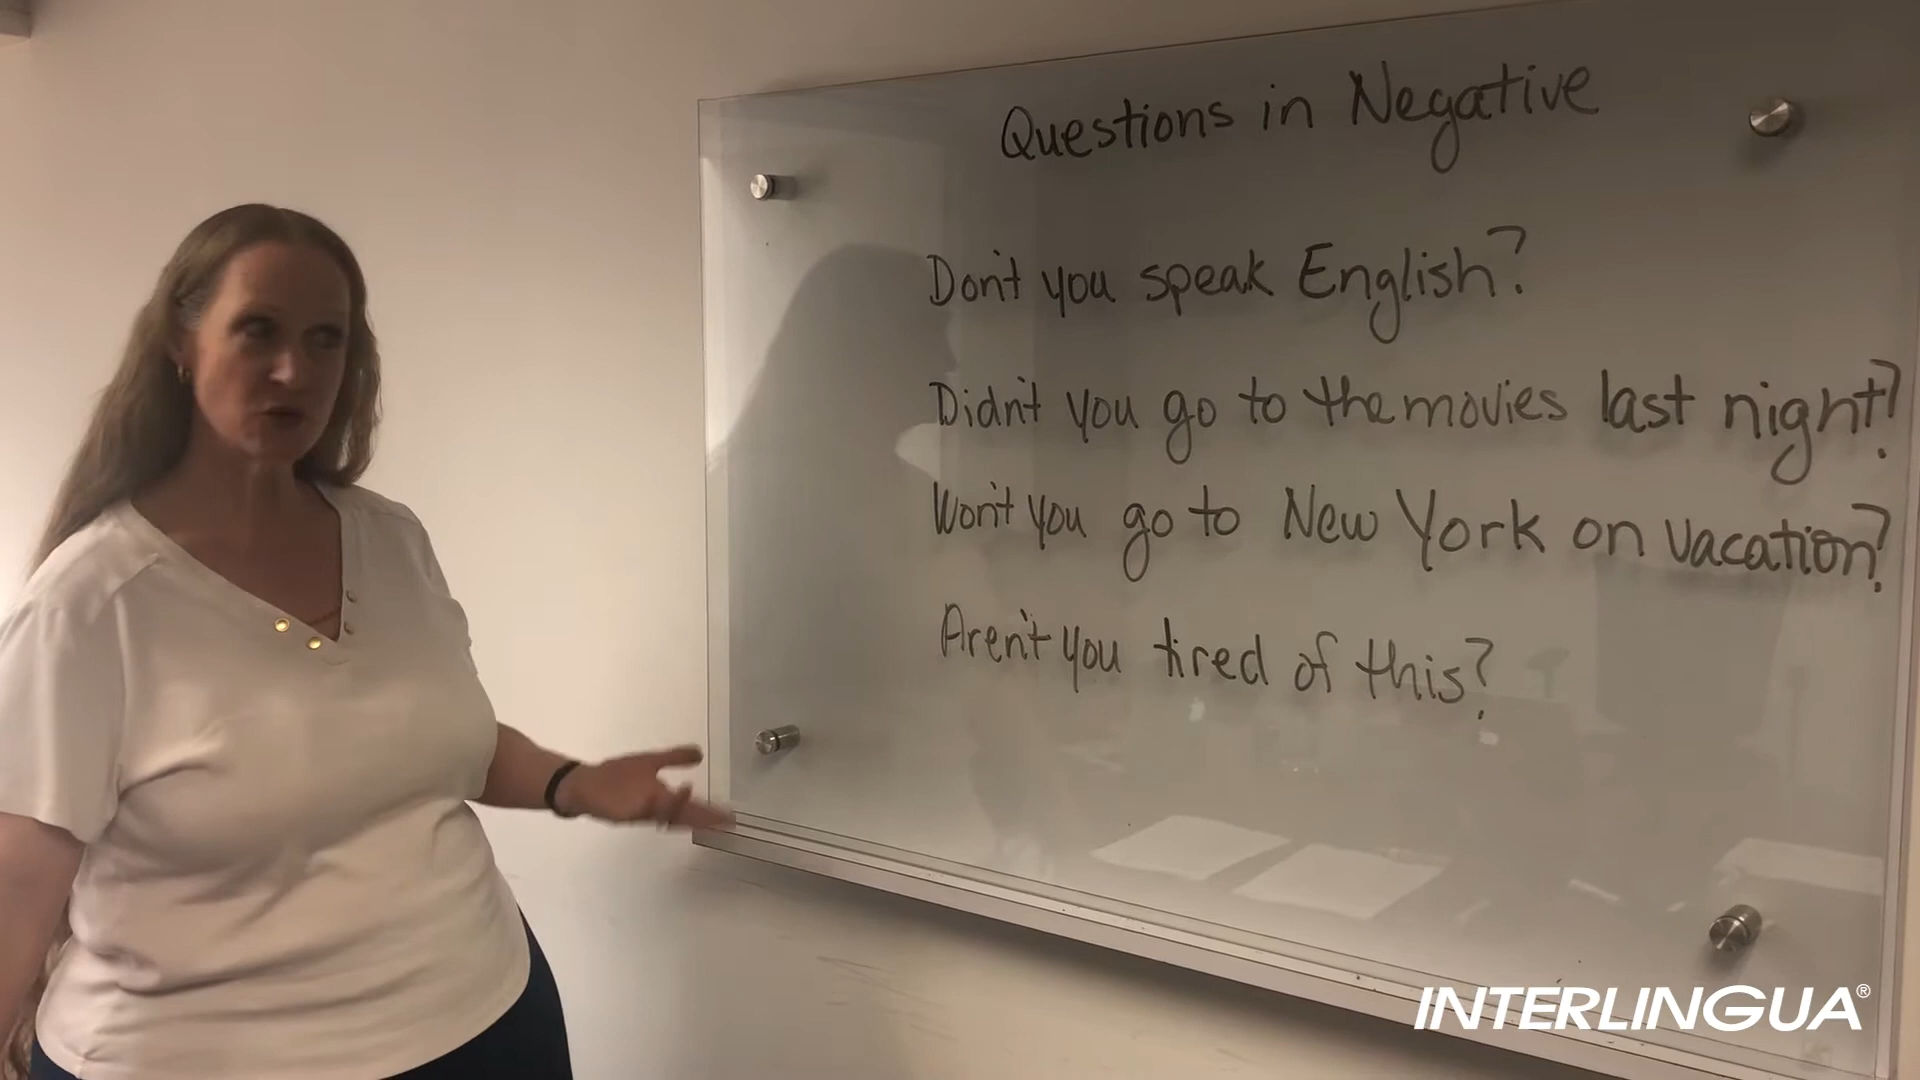 Questions in Negative
Don't you speak English?
Didn't you go to the movies last night?
Won't you go to New York on vacation?
Aren't you tired of this?
INTERLINGUA®